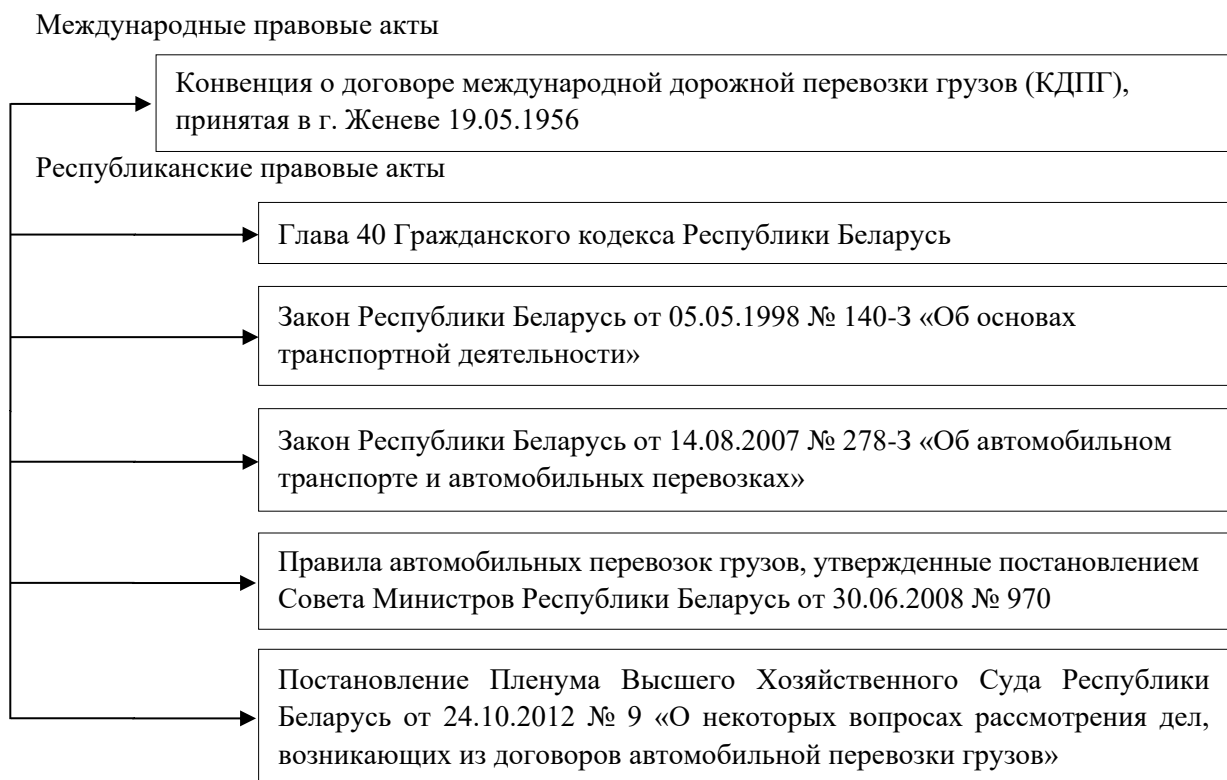 Международные правовые акты
Конвенция о договоре международной дорожной перевозки грузов (КДПГ),
принятая в г. Женеве 19.05.1956
Республиканские правовые акты
Глава 40 Гражданского кодекса Республики Беларусь
Закон Республики Беларусь от 05.05.1998 № 140-З «Об основах
транспортной деятельности»
Закон Республики Беларусь от 14.08.2007 № 278-З «Об автомобильном
транспорте и автомобильных перевозках»
Правила автомобильных перевозок грузов, утвержденные постановлением
Совета Министров Республики Беларусь от 30.06.2008 № 970
Постановление Пленума Высшего Хозяйственного Суда Республики
Беларусь от 24.10.2012 № 9 «О некоторых вопросах рассмотрения дел,
возникающих из договоров автомобильной перевозки грузов»